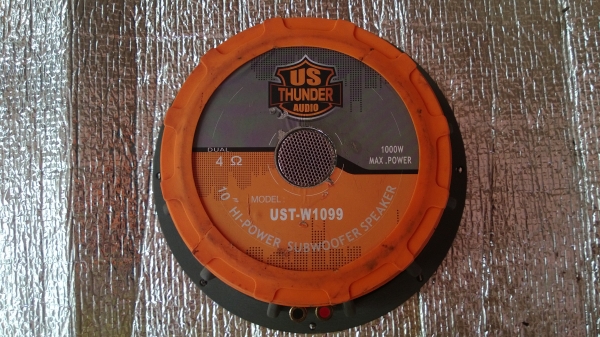 US
THUNDER
AUDIO
DUAL
4 Ω
1000W
MAX .POWER
MODEL
UST-W1099
10" HI-POWER SUBWOOFER SPEAKER